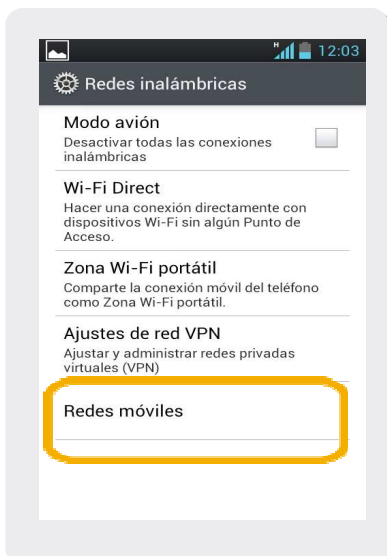 H 12:03
Redes inalámbricas
Modo avión
Desactivar todas las conexiones
inalámbricas
Wi-Fi Direct
Hacer una conexión directamente con
dispositivos Wi-Fi sin algún Punto de
Acceso.
Zona Wi-Fi portátil
Comparte la conexión móvil del teléfono
como Zona Wi-Fi portátil.
Ajustes de red VPN
Ajustar y administrar redes privadas
virtuales (VPN)
Redes móviles